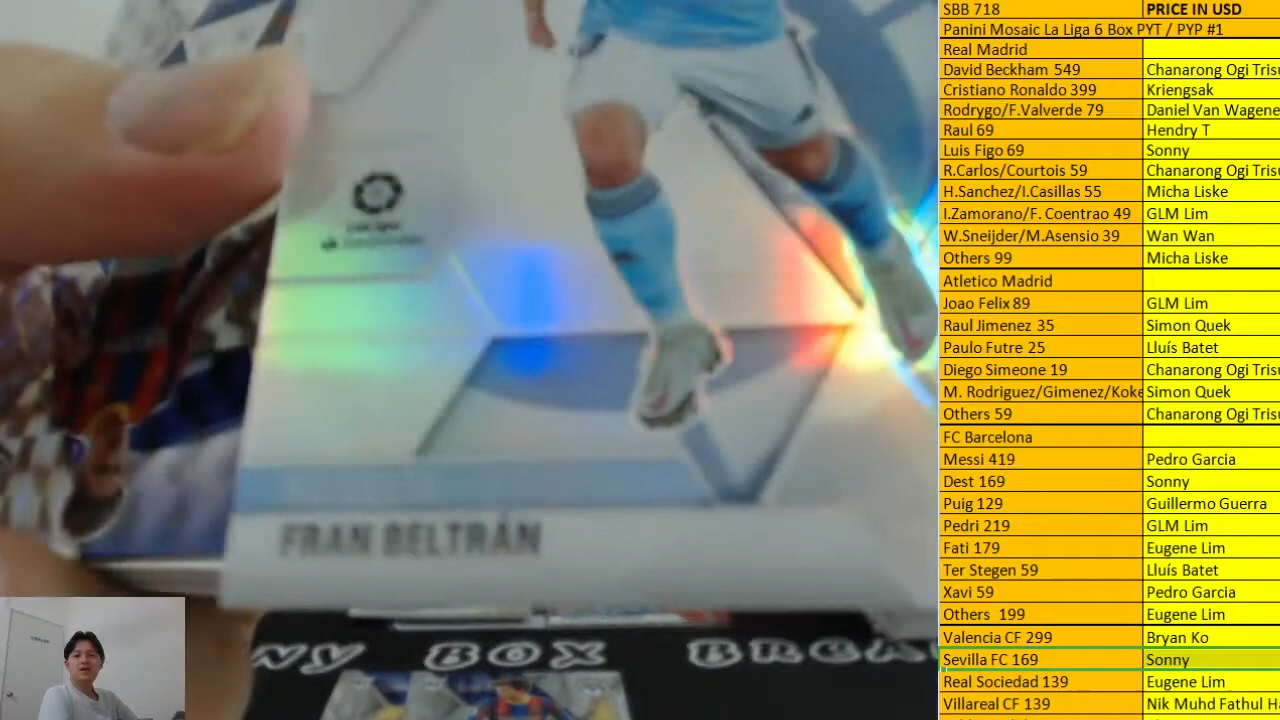 SBB 718 PRICE IN USD
Panini Mosaic La Liga 6 Box PYT / PYP #1
Real Madrid
David Beckham 549 Chanarong Ogi Trisu
Cristiano Ronaldo 399 Kriengsak
Rodrygo/F.Valverde 79 Daniel Van Wagene
Raul 69 Hendry T
Luis Figo 69 Sonny
R.Carlos/Courtois 59 Chanarong Ogi Trisu
H.Sanchez/I.Casillas 55 Micha Liske
I.Zamorano/F. Coentrao 49 GLM Lim
W.Sneijder/M.Asensio 39 Wan Wan
Others 99 Micha Liske
Atletico Madrid
Joao Felix 89 GLM Lim
Raul Jimenez 35 Simon Quek
Paulo Futre 25 Lluís Batet
Diego Simeone 19 Chanarong Ogi Trisu
M. Rodriguez/Gimenez/Koke Simon Quek
Others 59 Chanarong Ogi Trisu
FC Barcelona
Messi 419 Pedro Garcia
Dest 169 Sonny
Puig 129 Guillermo Guerra
Pedri 219 GLM Lim
Fati 179 Eugene Lim
Ter Stegen 59 Lluís Batet
Xavi 59 Pedro Garcia
Others 199 Eugene Lim
Valencia CF 299 Bryan Ko
Sevilla FC 169 Sonny
Real Sociedad 139 Eugene Lim
Villareal CF 139 Nik Muhd Fathul Ha
FRAN BELTRÁN
NY BOX BREA